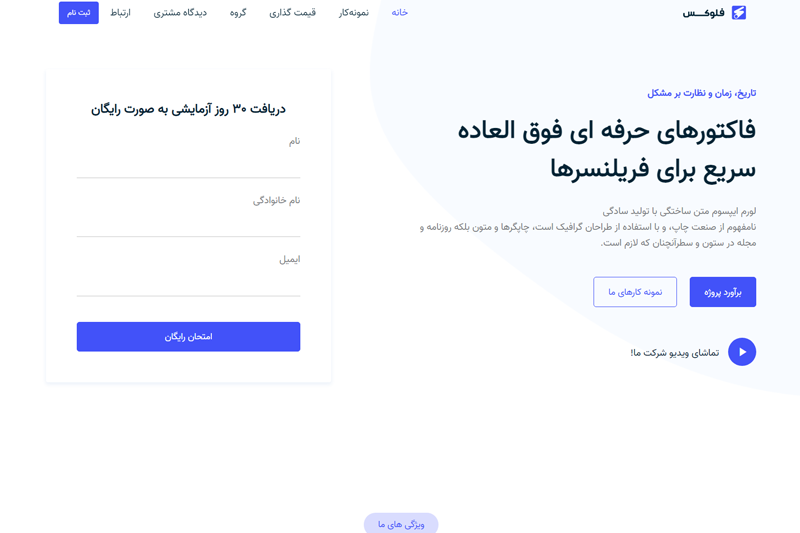 فلوکــس
خانه
نمونه‌کار
قیمت گذاری
گروه
دیدگاه مشتری
ارتباط
ثبت نام
تاریخ، زمان و نظارت بر مشکل
فاکتورهای حرفه ای فوق العاده
سریع برای فریلنسرها
لورم ایپسوم متن ساختگی با تولید سادگی
نامفهوم از صنعت چاپ، و با استفاده از طراحان گرافیک است، چاپگرها و متون بلکه روزنامه و
مجله در ستون و سطرآنچنان که لازم است.
برآورد پروژه
نمونه کارهای ما
تماشای ویدیو شرکت ما!
دریافت ۳۰ روز آزمایشی به صورت رایگان
نام
نام خانوادگی
ایمیل
امتحان رایگان
ویژگی های ما